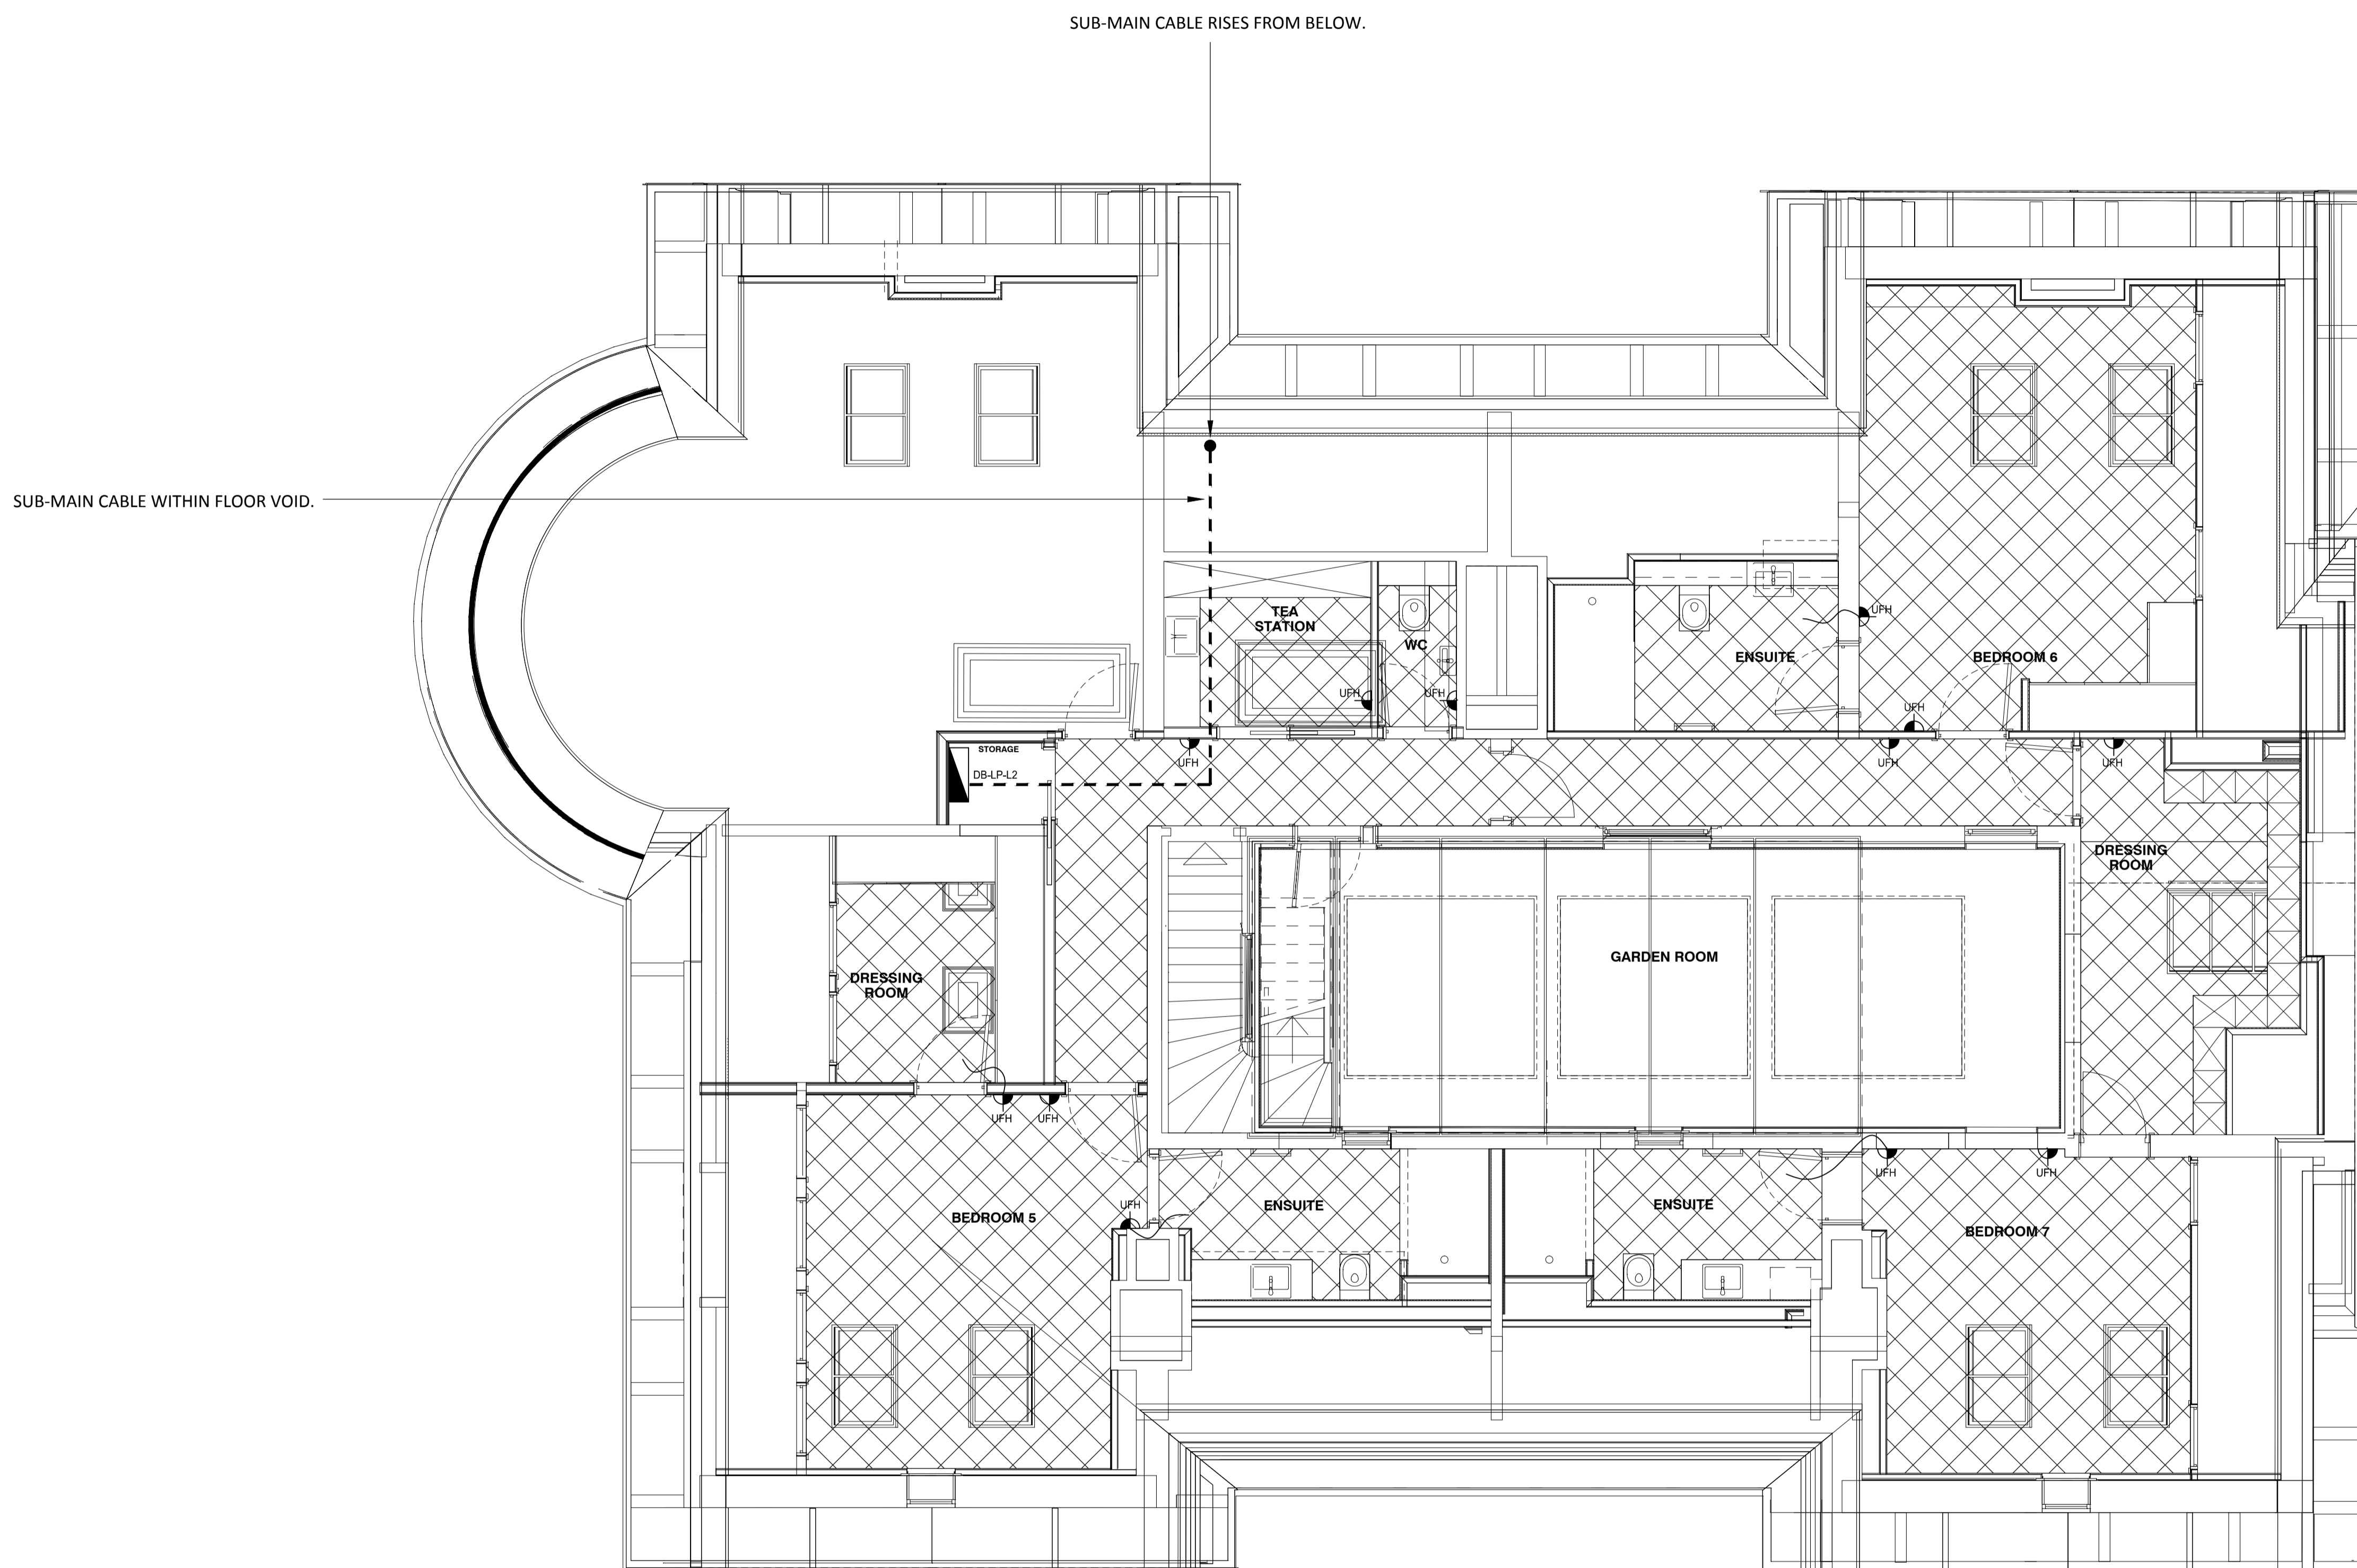 SUB-MAIN CABLE RISES FROM BELOW.
SUB-MAIN CABLE WITHIN FLOOR VOID.
TEA
STATION
WC
UFH
UFH
ENSUITE
UFH
BEDROOM 6
UFH
STORAGE
DB-LP-L2
UFH
UFH
UFH
DRESSING
ROOM
GARDEN ROOM
DRESSING
ROOM
UFH
UFH
BEDROOM 5
UFH
ENSUITE
ENSUITE
UFH
UFH
BEDROOM 7